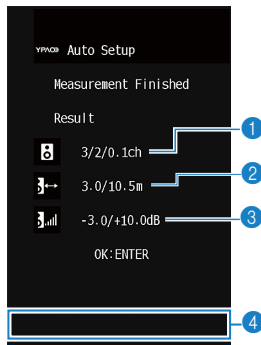 YPAO Auto Setup
Measurement Finished
Result
3/2/0.1ch
1
3.0/10.5m
2
-3.0/+10.0dB
3
OK:ENTER
4